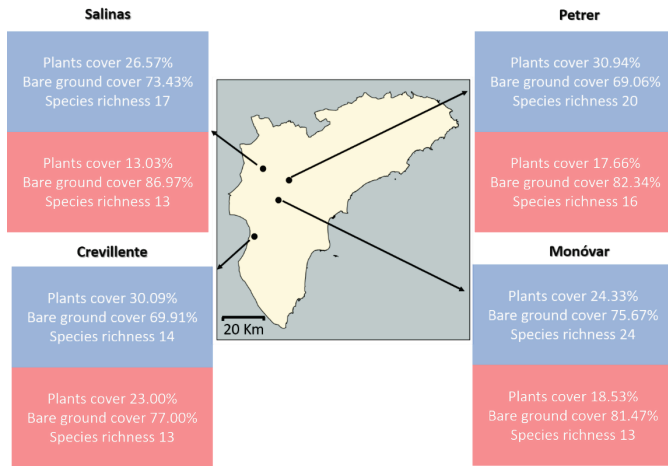 Salinas
Plants cover 26.57%
Bare ground cover 73.43%
Species richness 17
Plants cover 13.03%
Bare ground cover 86.97%
Species richness 13
Petrer
Plants cover 30.94%
Bare ground cover 69.06%
Species richness 20
Plants cover 17.66%
Bare ground cover 82.34%
Species richness 16
Crevillente
Plants cover 30.09%
Bare ground cover 69.91%
Species richness 14
Plants cover 23.00%
Bare ground cover 77.00%
Species richness 13
20 Km
Monóvar
Plants cover 24.33%
Bare ground cover 75.67%
Species richness 24
Plants cover 18.53%
Bare ground cover 81.47%
Species richness 13